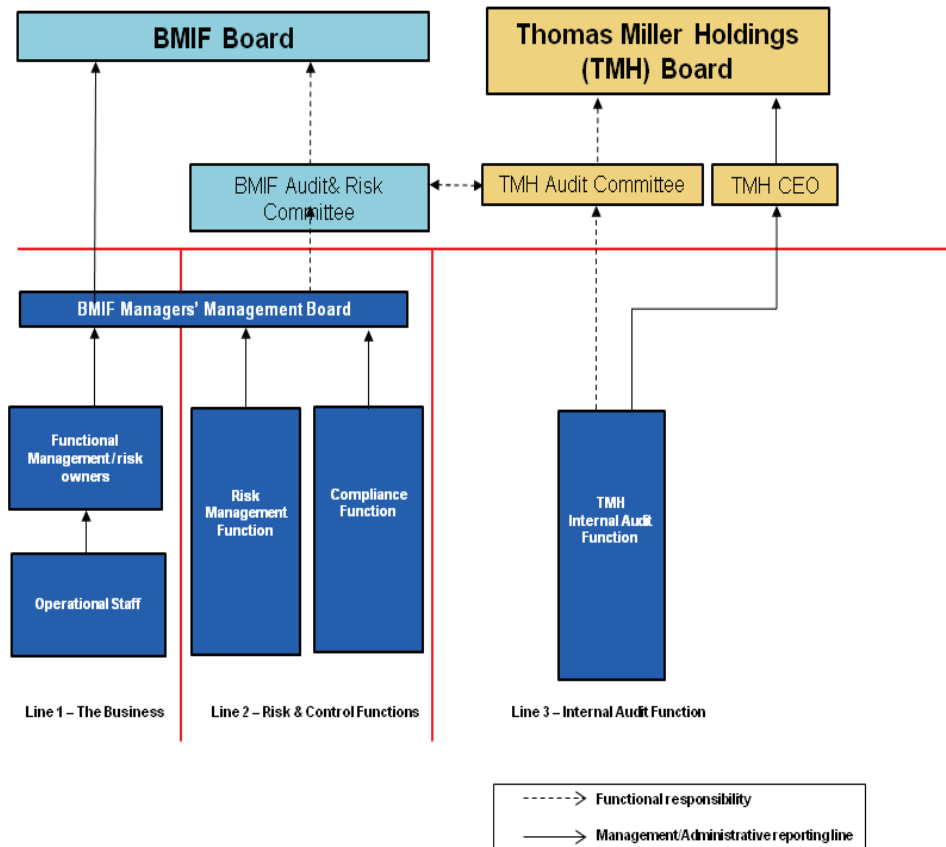 BMIF Board
Thomas Miller Holdings
(TMH) Board
BMIF Audit& Risk
Committee
TMH Audit Committee
TMH CEO
BMIF Managers' Management Board
Functional
Management / risk
owners
Risk
Management
Function
Compliance
Function
TMH
Internal Audit
Function
Operational Staff
Line 1 – The Business
Line 2 – Risk & Control Functions
Line 3 – Internal Audit Function
Functional responsibility
Management/Administrative reporting line